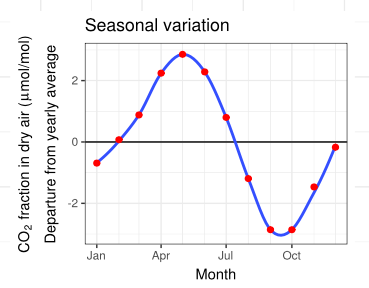 Seasonal variation
CO₂ fraction in dry air (μmol/mol)
Departure from yearly average
2
0
-2
Jan
Apr
Jul
Oct
Month